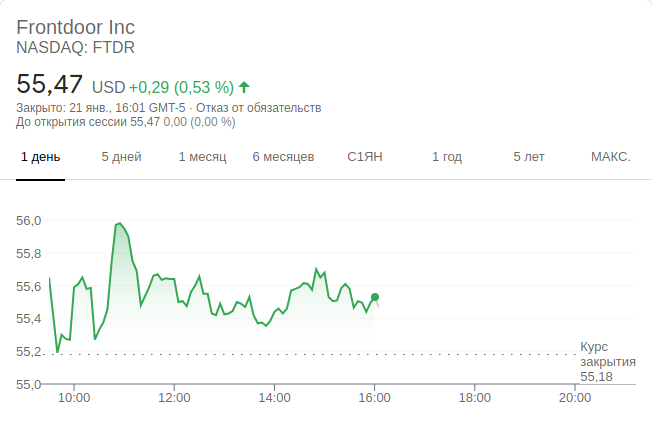 Frontdoor Inc
NASDAQ: FTDR
55,47 USD +0,29 (0,53 %)
Закрыто: 21 янв., 16:01 GMT-5 · Отказ от обязательств
До открытия сессии 55,47 0,00 (0,00 %)
1 день 5 дней 1 месяц 6 месяцев С1ЯН 1 год 5 лет МАКС.
56,0
55,8
55,6
55,4
55,2
55,0
Курс
закрытия
55,18
10:00 12:00 14:00 16:00 18:00 20:00